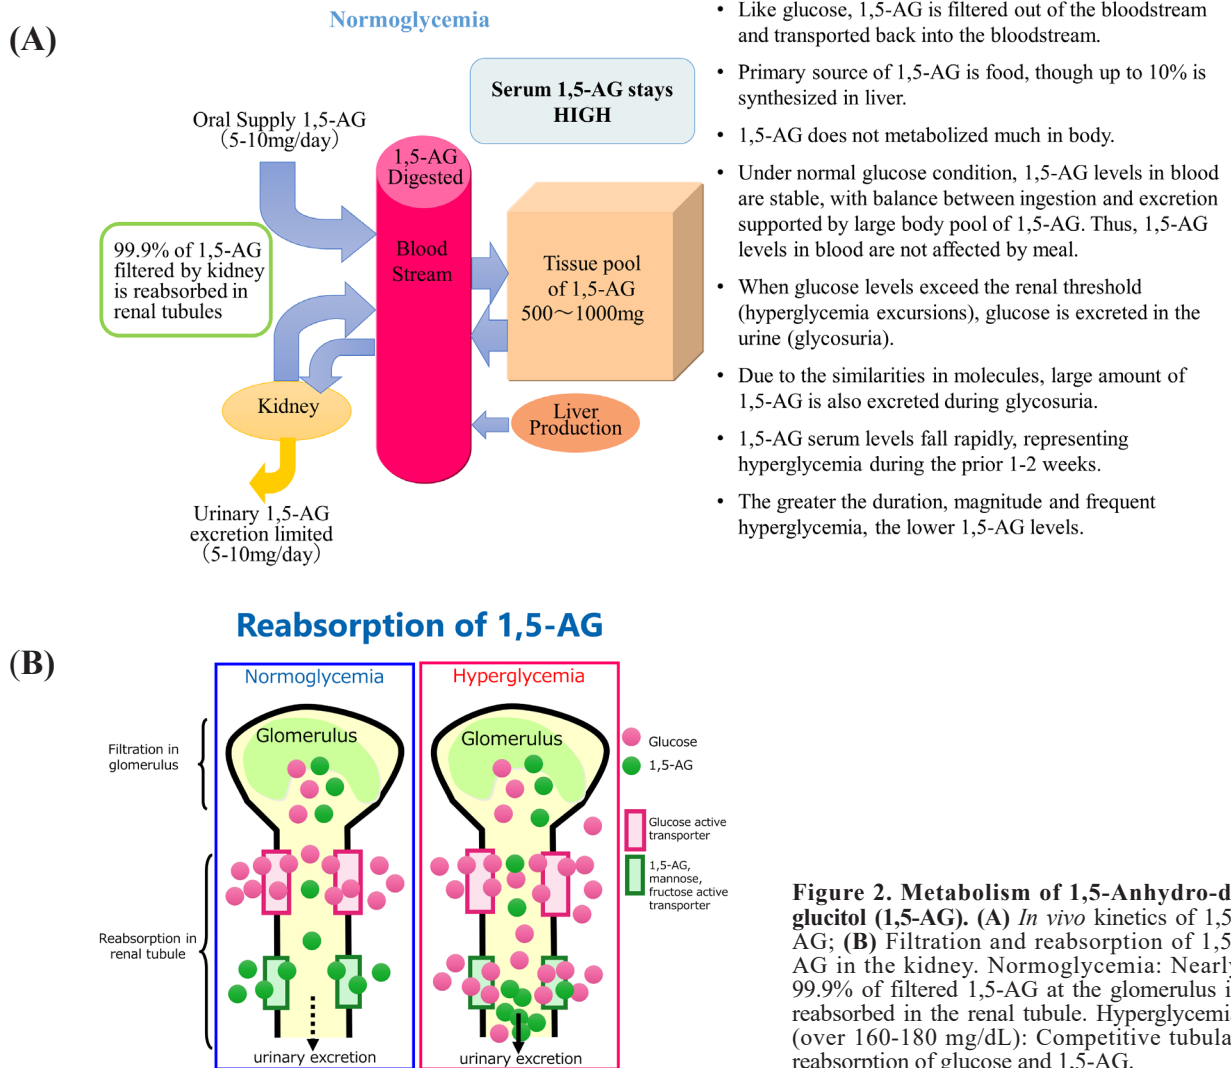 (A)
Normoglycemia
Serum 1,5-AG stays
HIGH
Oral Supply 1,5-AG
(5-10mg/day)
1,5-AG
Digested
99.9% of 1,5-AG
filtered by kidney
is reabsorbed in
renal tubules
Blood
Stream
Tissue pool
of 1,5-AG
500～1000mg
Kidney
Liver
Production
Urinary 1,5-AG
excretion limited
(5-10mg/day)
• Like glucose, 1,5-AG is filtered out of the bloodstream
and transported back into the bloodstream.
• Primary source of 1,5-AG is food, though up to 10% is
synthesized in liver.
• 1,5-AG does not metabolized much in body.
• Under normal glucose condition, 1,5-AG levels in blood
are stable, with balance between ingestion and excretion
supported by large body pool of 1,5-AG. Thus, 1,5-AG
levels in blood are not affected by meal.
• When glucose levels exceed the renal threshold
(hyperglycemia excursions), glucose is excreted in the
urine (glycosuria).
• Due to the similarities in molecules, large amount of
1,5-AG is also excreted during glycosuria.
• 1,5-AG serum levels fall rapidly, representing
hyperglycemia during the prior 1-2 weeks.
• The greater the duration, magnitude and frequent
hyperglycemia, the lower 1,5-AG levels.
(B)
Reabsorption of 1,5-AG
Normoglycemia
Hyperglycemia
Filtration in
glomerulus
Glomerulus
Glomerulus
Glucose
1,5-AG
Glucose active
transporter
1,5-AG,
mannose,
fructose active
transporter
Reabsorption in
renal tubule
urinary excretion
urinary excretion
Figure 2. Metabolism of 1,5-Anhydro-d
glucitol (1,5-AG). (A) In vivo kinetics of 1,5
AG; (B) Filtration and reabsorption of 1,5
AG in the kidney. Normoglycemia: Nearly
99.9% of filtered 1,5-AG at the glomerulus i
reabsorbed in the renal tubule. Hyperglycemi
(over 160-180 mg/dL): Competitive tubula
reabsorption of glucose and 1,5-AG.